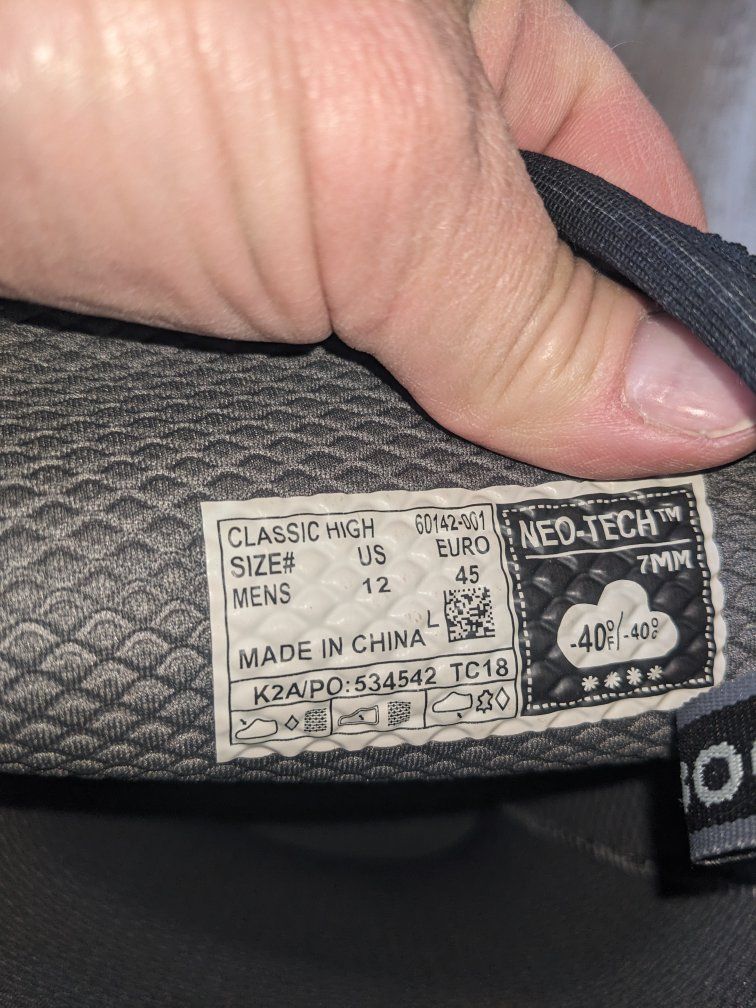 CLASSIC HIGH 60142-001
SIZE# US EURO
MENS 12 45
L
MADE IN CHINA
K2A/PO:534542 TC18
NEO-TECH™
7MM
-40°F/-40°C